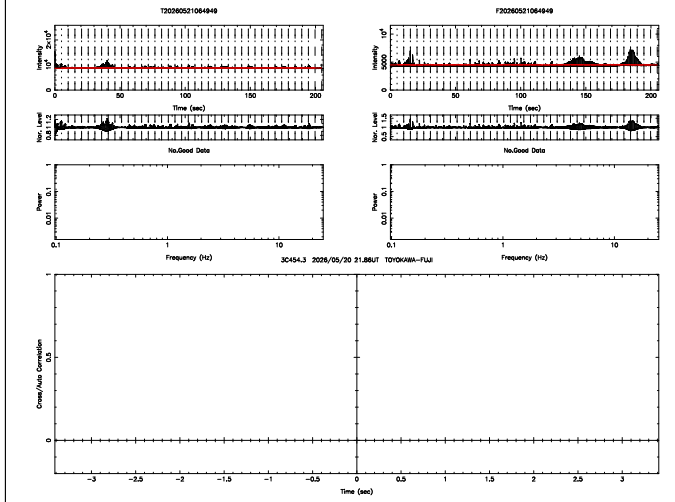 T20260521064949
F20260521064949
Intensity
0
10⁴
2×10⁴
0
50
100
150
200
Time (sec)
Intensity
0
5000
10⁴
0
50
100
150
200
Time (sec)
Nor. Level
0.8
1
1.2
No.Good Data
Nor. Level
0.5
1
1.5
No.Good Data
Power
0.01
0.1
1
0.1
1
10
Frequency (Hz)
Power
0.01
0.1
1
0.1
1
10
Frequency (Hz)
3C454.3 2026/05/20 21.86UT TOYOKAWA-FUJI
Cross/Auto Correlation
0
0.5
1
-3
-2.5
-2
-1.5
-1
-0.5
0
0.5
1
1.5
2
2.5
3
Time (sec)